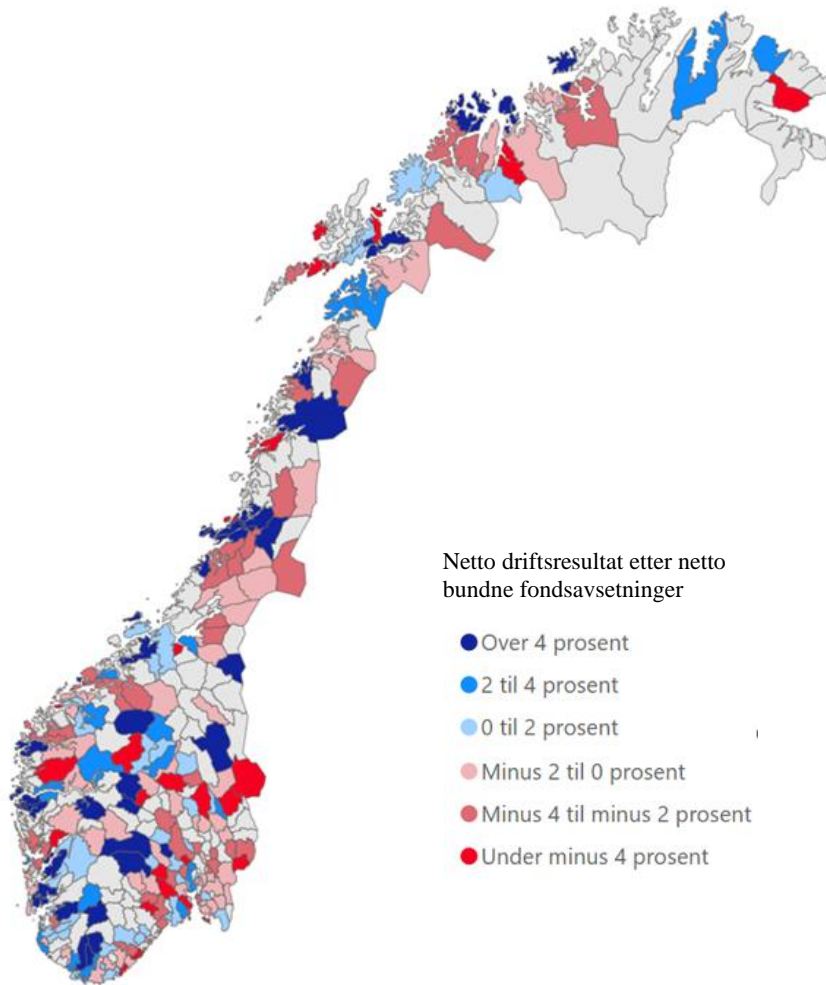 Netto driftsresultat etter netto
bundne fondsavsetninger
Over 4 prosent
2 til 4 prosent
0 til 2 prosent
Minus 2 til 0 prosent
Minus 4 til minus 2 prosent
Under minus 4 prosent